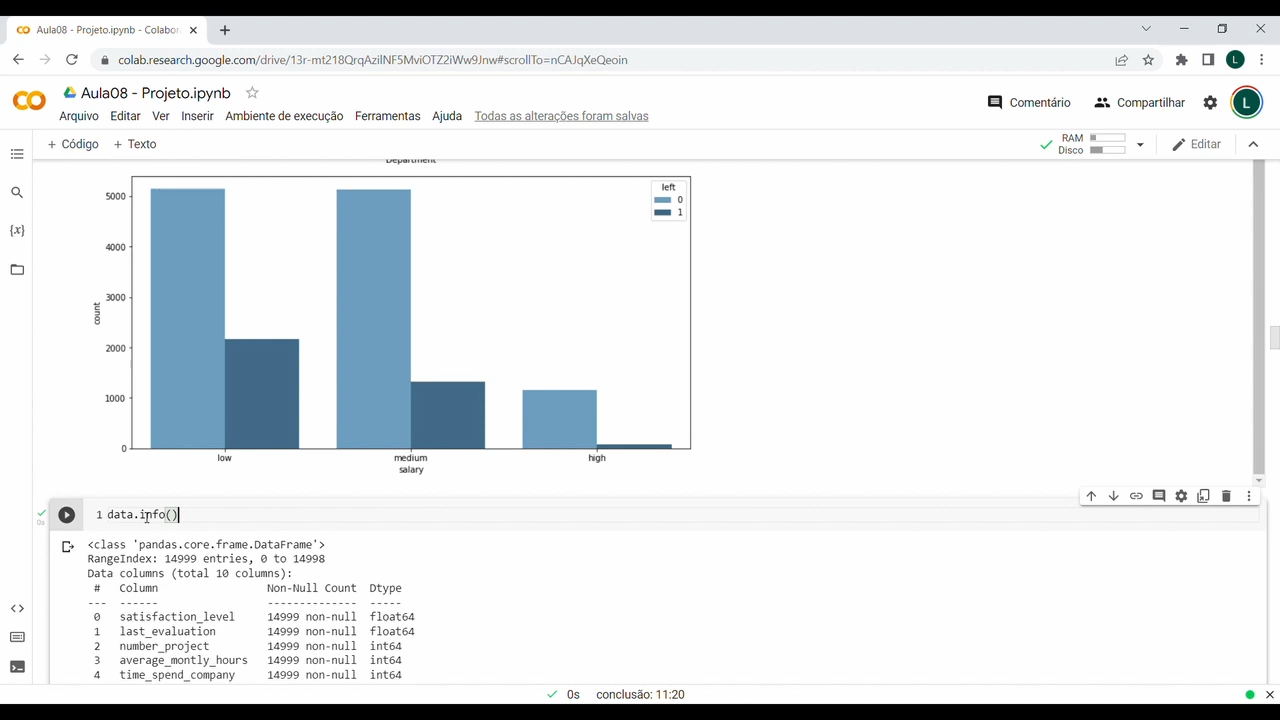 Aula08 - Projeto.ipynb - Colabor
colab.research.google.com/drive/13r-mt218QrqAzilNF5MviOTZ2iWw9Jnw#scrollTo=nCAJqXeQeoin
L
Aula08 - Projeto.ipynb
Comentário
Compartilhar
L
Arquivo Editar Ver Inserir Ambiente de execução Ferramentas Ajuda Todas as alterações foram salvas
+ Código + Texto
RAM
Disco
Editar
Department
left
0
1
5000
4000
3000
2000
1000
0
count
low medium high
salary
{x}
1 data.info()
0s
<class 'pandas.core.frame.DataFrame'>
RangeIndex: 14999 entries, 0 to 14998
Data columns (total 10 columns):
# Column Non-Null Count Dtype
--- ------ -------------- -----
0 satisfaction_level 14999 non-null float64
1 last_evaluation 14999 non-null float64
2 number_project 14999 non-null int64
3 average_montly_hours 14999 non-null int64
4 time_spend_company 14999 non-null int64
0s conclusão: 11:20